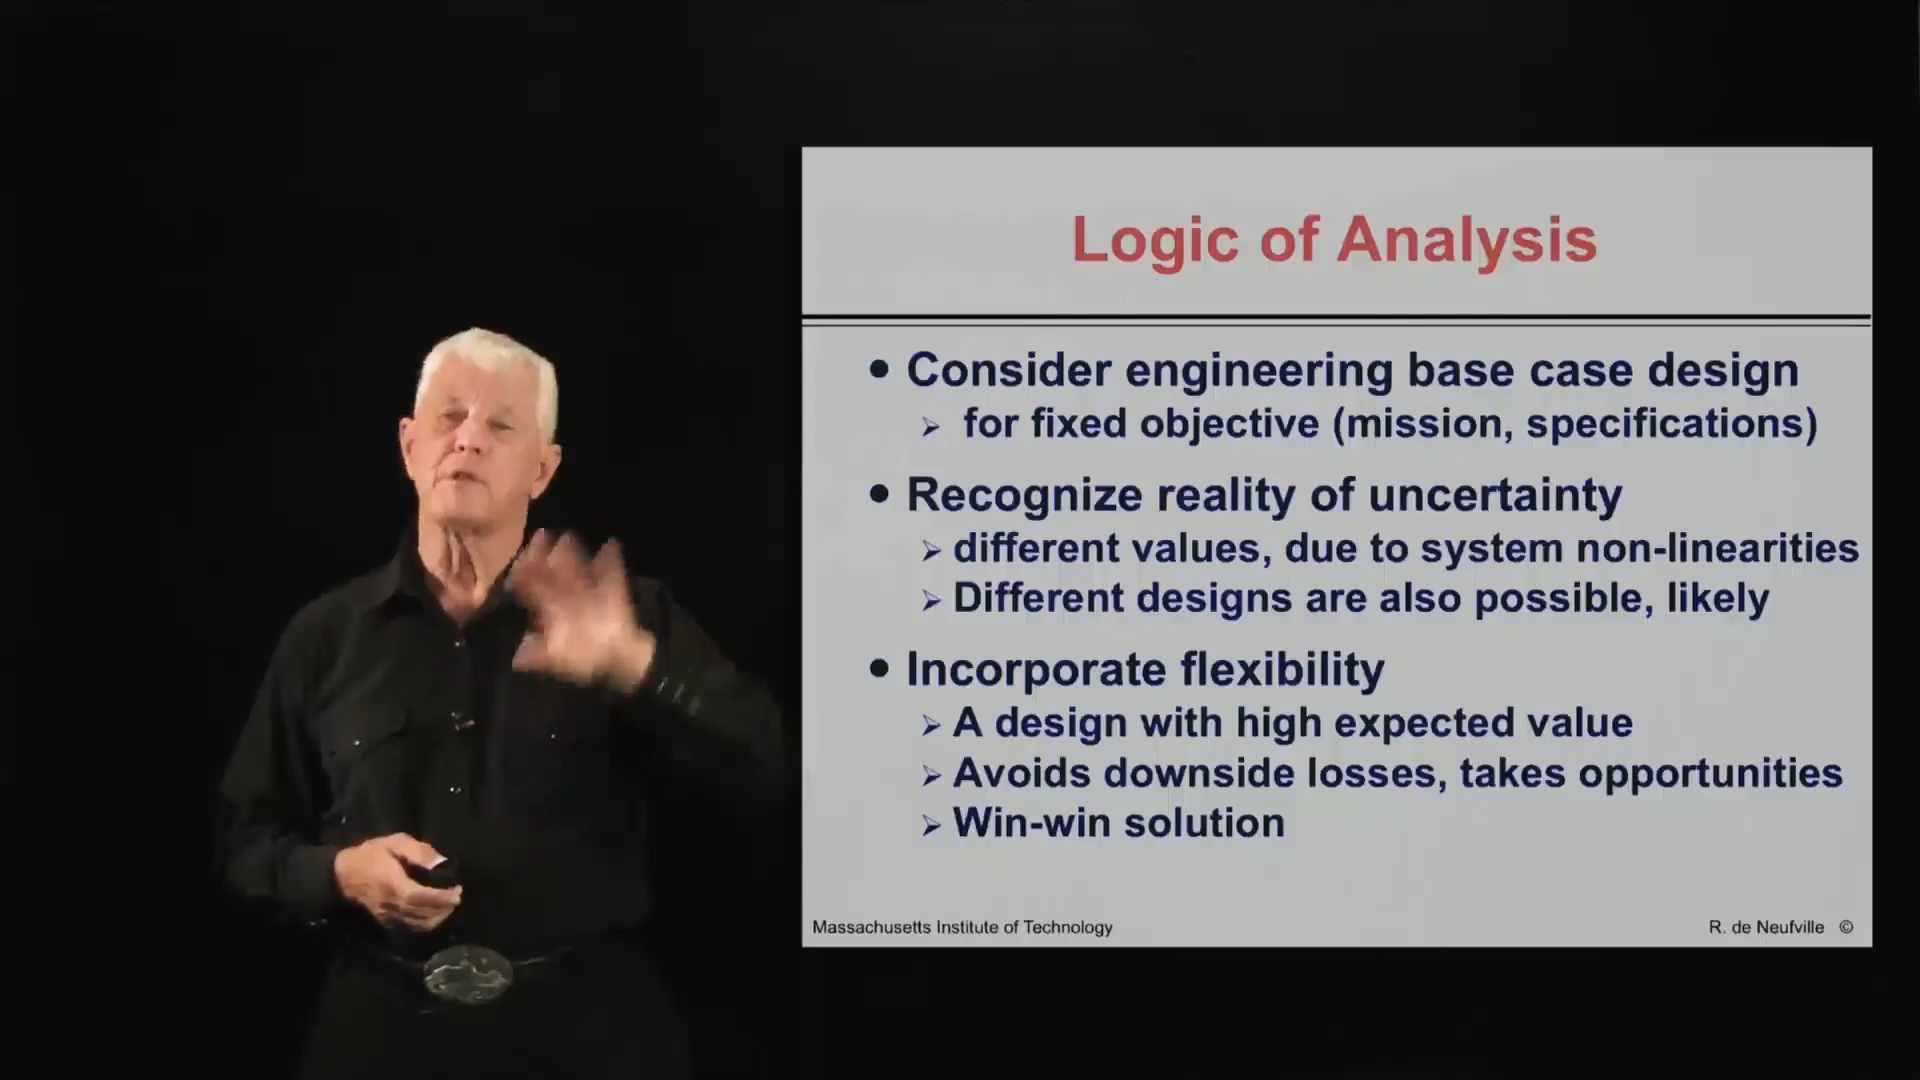 Logic of Analysis
• Consider engineering base case design
➢ for fixed objective (mission, specifications)
• Recognize reality of uncertainty
➢ different values, due to system non-linearities
➢ Different designs are also possible, likely
• Incorporate flexibility
➢ A design with high expected value
➢ Avoids downside losses, takes opportunities
➢ Win-win solution
Massachusetts Institute of Technology
R. de Neufville ©